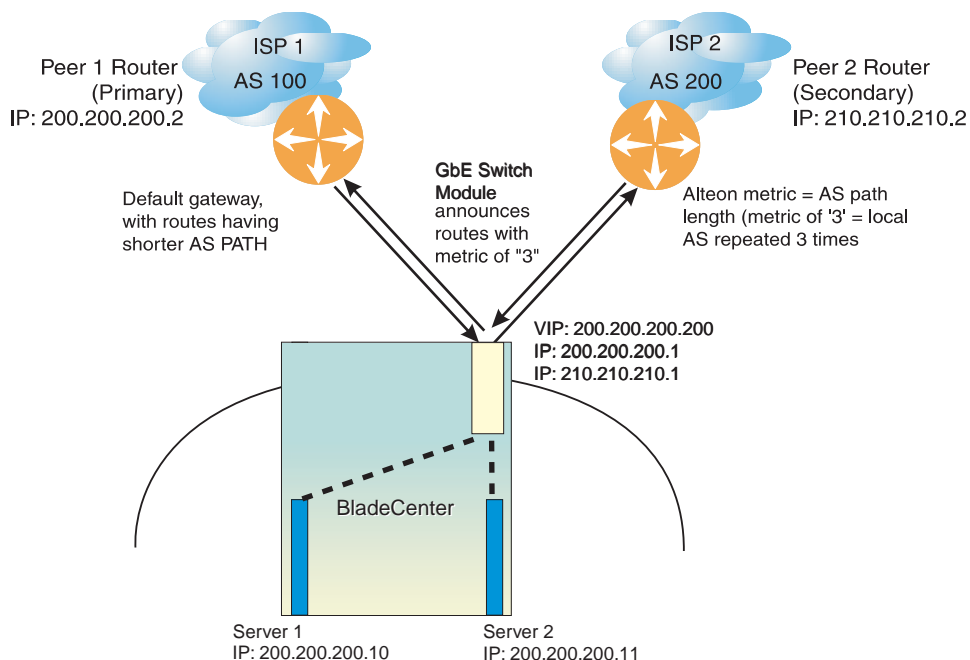 ISP 1
AS 100
ISP 2
AS 200
Peer 1 Router
(Primary)
IP: 200.200.200.2
Peer 2 Router
(Secondary)
IP: 210.210.210.2
Default gateway,
with routes having
shorter AS PATH
GbE Switch
Module
announces
routes with
metric of "3"
Alteon metric = AS path
length (metric of '3' = local
AS repeated 3 times
VIP: 200.200.200.200
IP: 200.200.200.1
IP: 210.210.210.1
BladeCenter
Server 1
IP: 200.200.200.10
Server 2
IP: 200.200.200.11